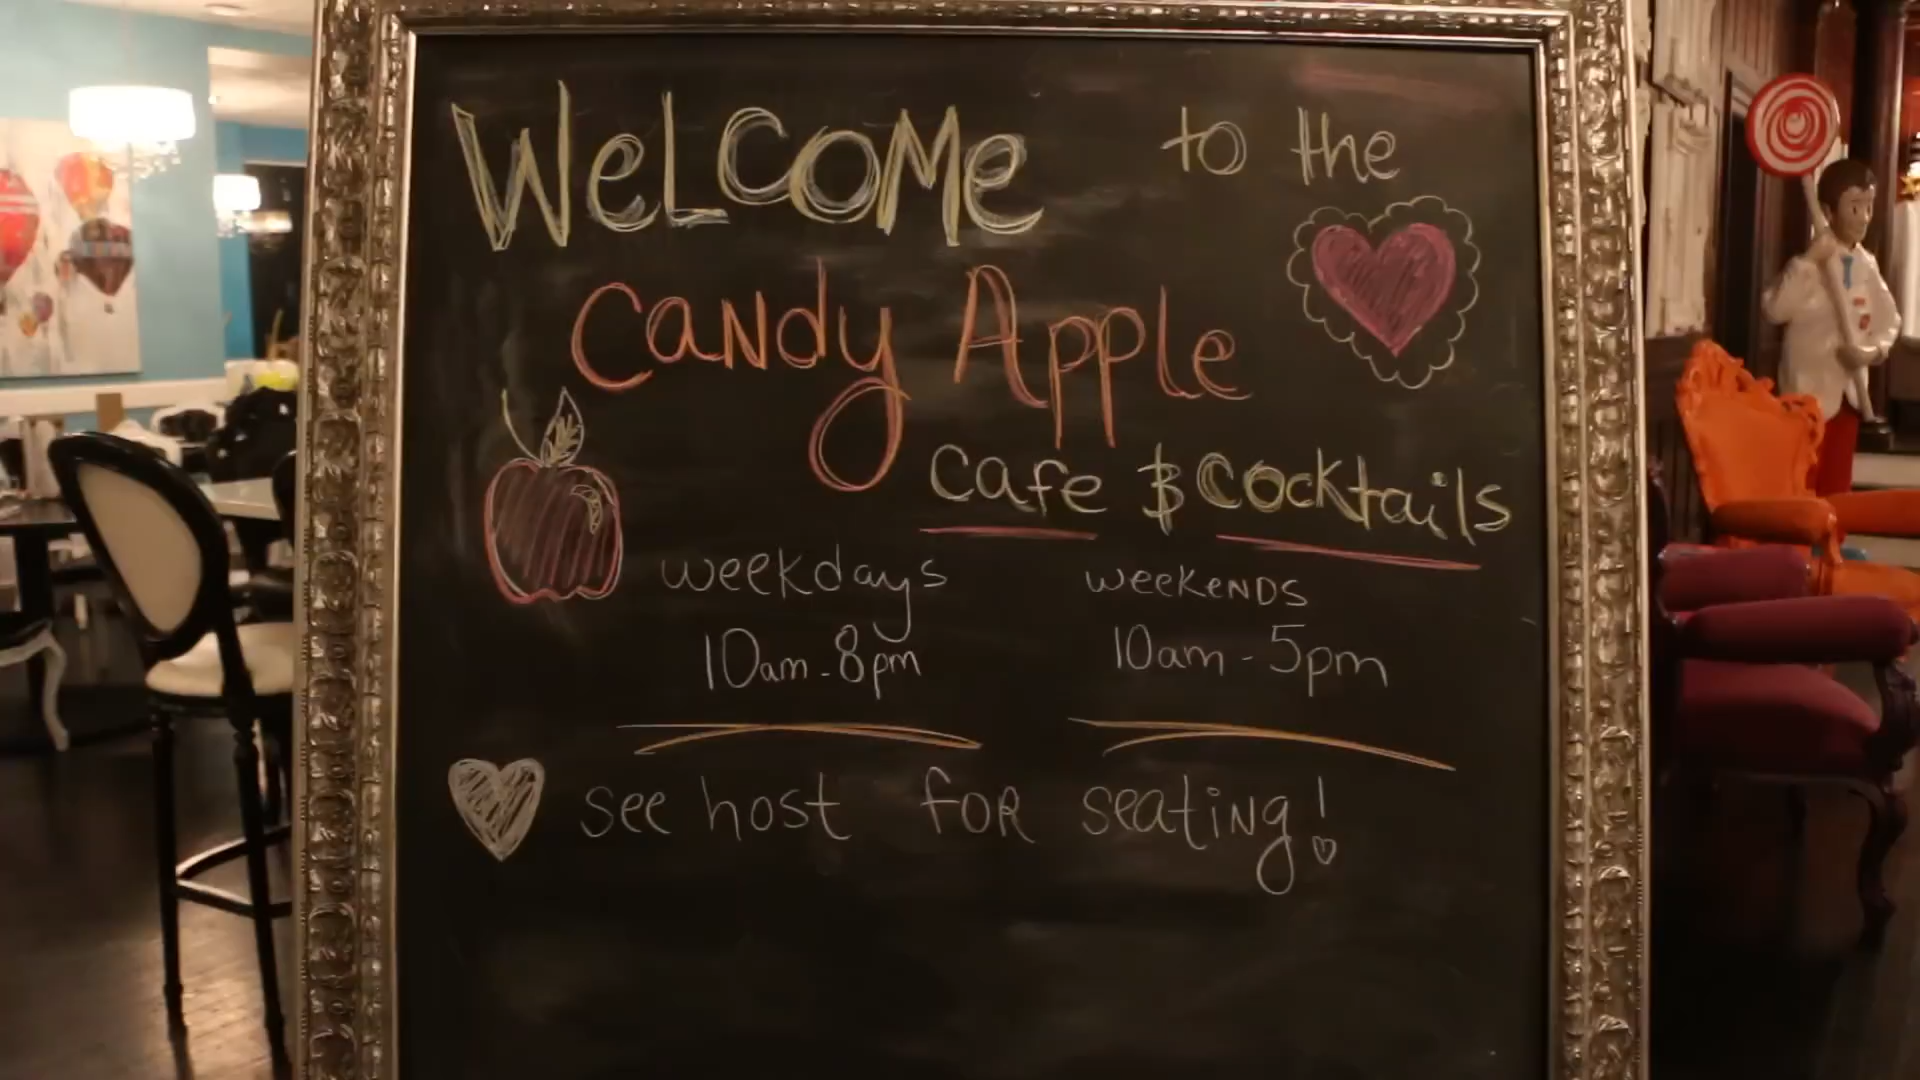 WeLCOMe to the
Candy Apple
Cafe & Cocktails
weekdays weekends
10am-8pm 10am-5pm
see host for seating!